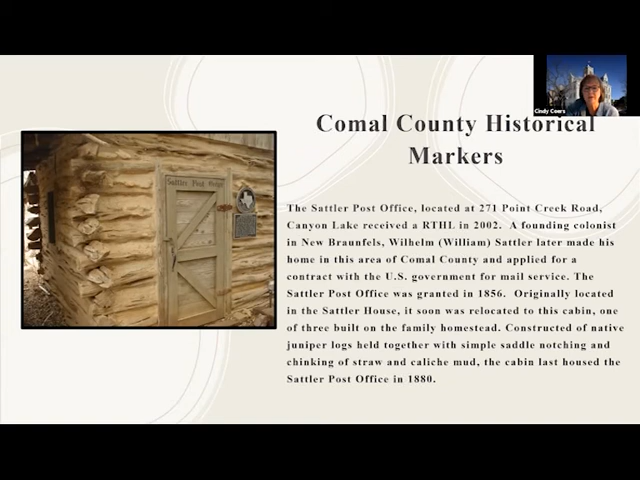 Cindy Coers
Comal County Historical
Markers
Sattler Post Office
The Sattler Post Office, located at 271 Point Creek Road,
Canyon Lake received a RTHL in 2002. A founding colonist
in New Braunfels, Wilhelm (William) Sattler later made his
home in this area of Comal County and applied for a
contract with the U.S. government for mail service. The
Sattler Post Office was granted in 1856. Originally located
in the Sattler House, it soon was relocated to this cabin, one
of three built on the family homestead. Constructed of native
juniper logs held together with simple saddle notching and
chinking of straw and caliche mud, the cabin last housed the
Sattler Post Office in 1880.